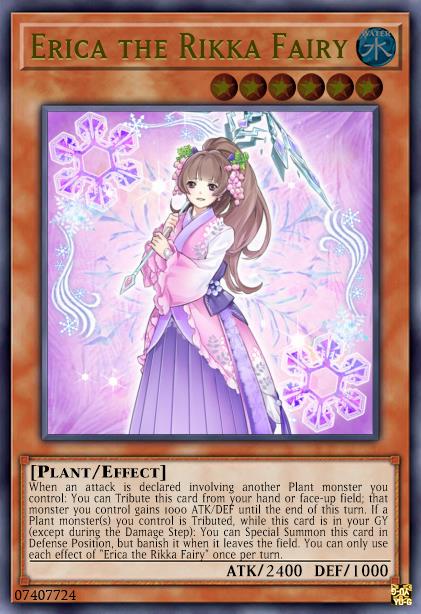 ERICA THE RIKKA FAIRY
WATER
水
[PLANT/EFFECT]
When an attack is declared involving another Plant monster you
control: You can Tribute this card from your hand or face-up field; that
monster you control gains 1000 ATK/DEF until the end of this turn. If a
Plant monster(s) you control is Tributed, while this card is in your GY
(except during the Damage Step): You can Special Summon this card in
Defense Position, but banish it when it leaves the field. You can only use
each effect of "Erica the Rikka Fairy" once per turn.
ATK/2400 DEF/1000
07407724